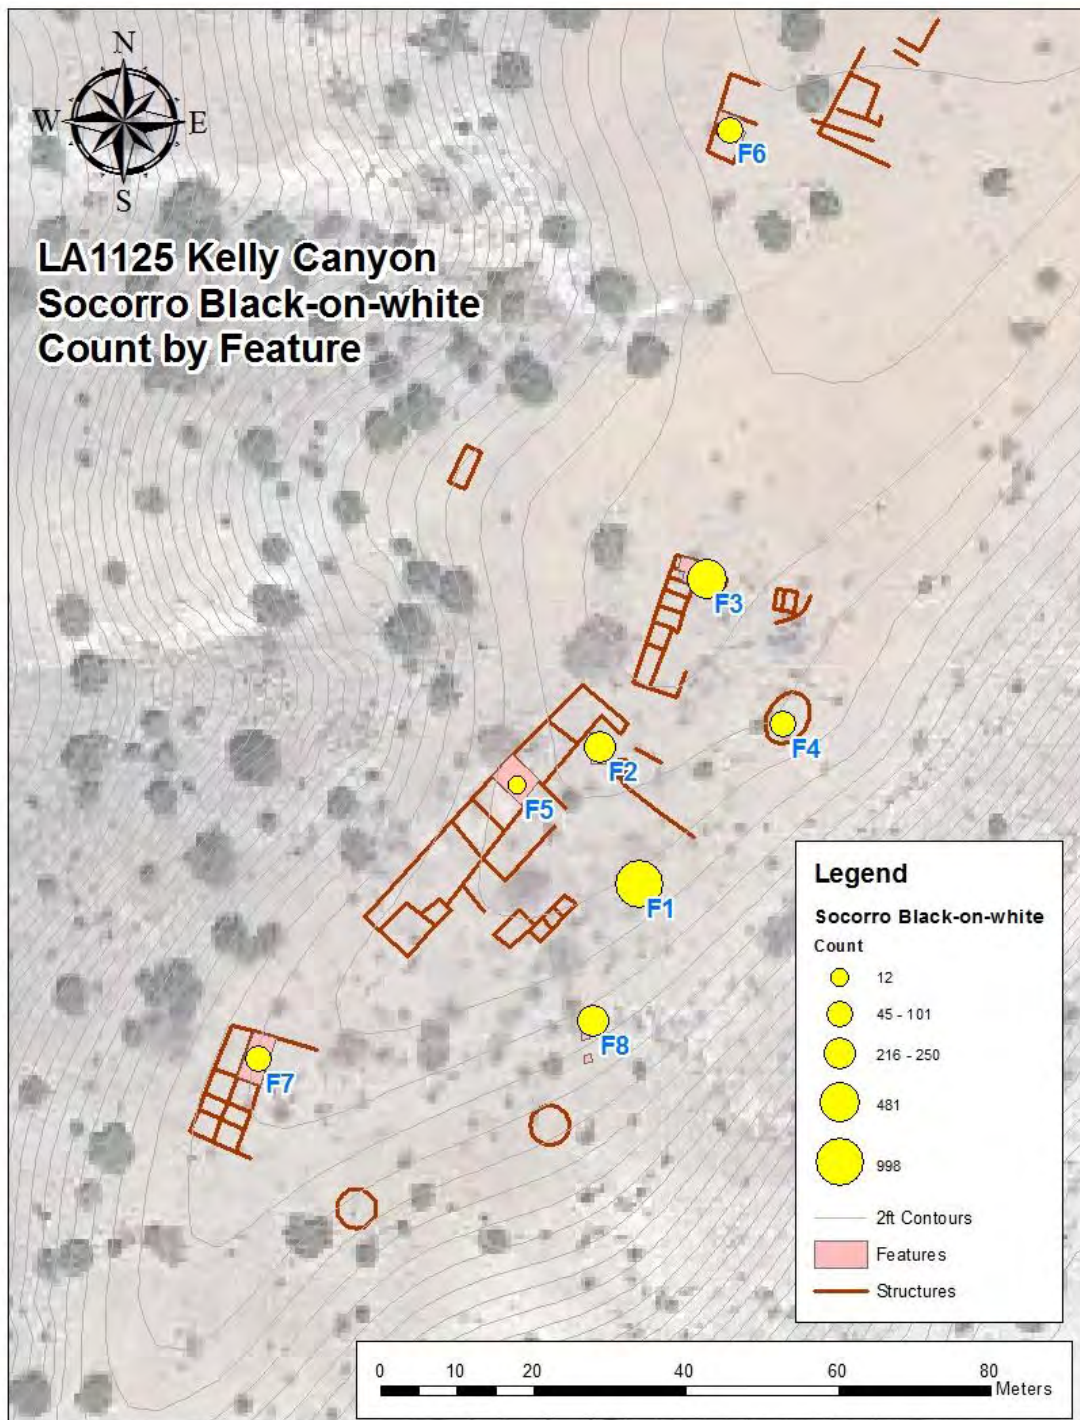 N
W E
S
LA1125 Kelly Canyon
Socorro Black-on-white
Count by Feature
F6
F3
F4
F2
F5
F1
F8
F7
Legend
Socorro Black-on-white
Count
12
45 - 101
216 - 250
481
998
2ft Contours
Features
Structures
0 10 20 40 60 80
Meters